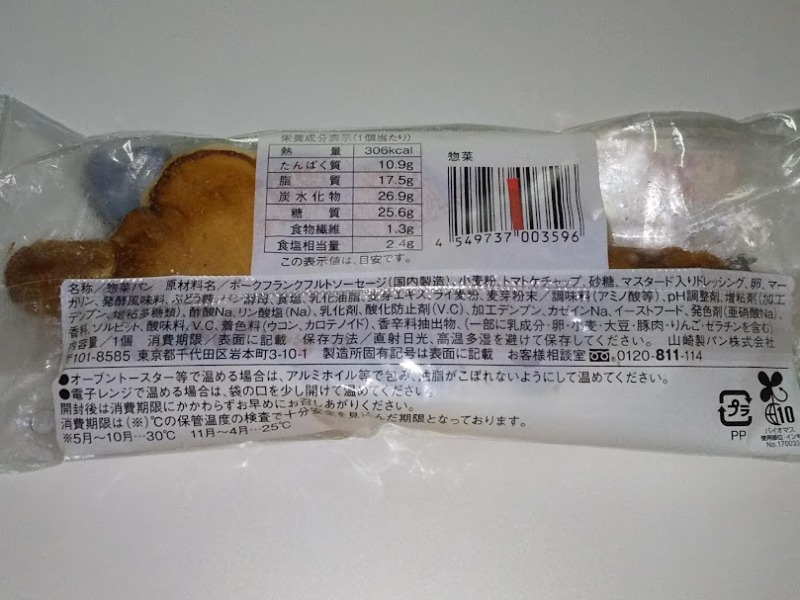 栄養成分表示(1個当たり)
熱量 306kcal
たんぱく質 10.9g
脂質 17.5g
炭水化物 26.9g
糖質 25.6g
食物繊維 1.3g
食塩相当量 2.4g
この表示値は、目安です。
惣菜
4 549737 003596
名称/惣菜パン 原材料名/ポークフランクフルトソーセージ(国内製造)、小麦粉、トマトケチャップ、砂糖、マスタード入りドレッシング、卵、マー
ガリン、発酵風味料、ぶどう糖、パン酵母、食塩、乳化油脂、麦芽エキス、ライ麦粉、麦芽粉末/調味料(アミノ酸等)、pH調整剤、増粘剤(加工
デンプン、増粘多糖類)、酢酸Na、リン酸塩(Na)、乳化剤、酸化防止剤(V.C)、加工デンプン、カゼインNa、イーストフード、発色剤(亜硝酸Na)、
香料、ソルビット、酸味料、V.C、着色料(ウコン、カロテノイド)、香辛料抽出物、(一部に乳成分・卵・小麦・大豆・豚肉・りんご・ゼラチンを含む)
内容量/1個 消費期限/表面に記載 保存方法/直射日光、高温多湿を避けて保存してください。 山崎製パン株式会社
〒101-8585 東京都千代田区岩本町3-10-1 製造所固有記号は表面に記載 お客様相談室 0120-811-114
●オーブントースター等で温める場合は、アルミホイル等で包み、油脂がこぼれないようにして温めてください。
●電子レンジで温める場合は、袋の口を少し開けて温めてください。
開封後は消費期限にかかわらずお早めにお召しあがりください。
消費期限は(※)℃の保管温度の検査で十分安全を見込んだ期限となっております。
※5月〜10月…30℃ 11月〜4月…25℃
プラ
PP
10
バイオマス
使用部位:インキ
No.170033